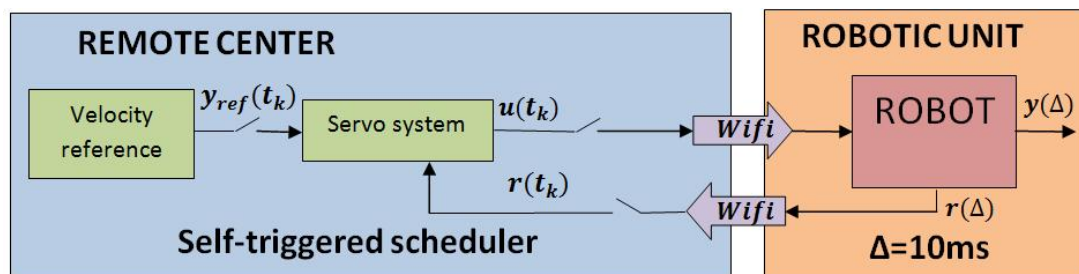 REMOTE CENTER
ROBOTIC UNIT
Velocity
reference
y_ref(t_k)
Servo system
u(t_k)
Wifi
ROBOT
y(Δ)
r(t_k)
Wifi
r(Δ)
Self-triggered scheduler
Δ=10ms